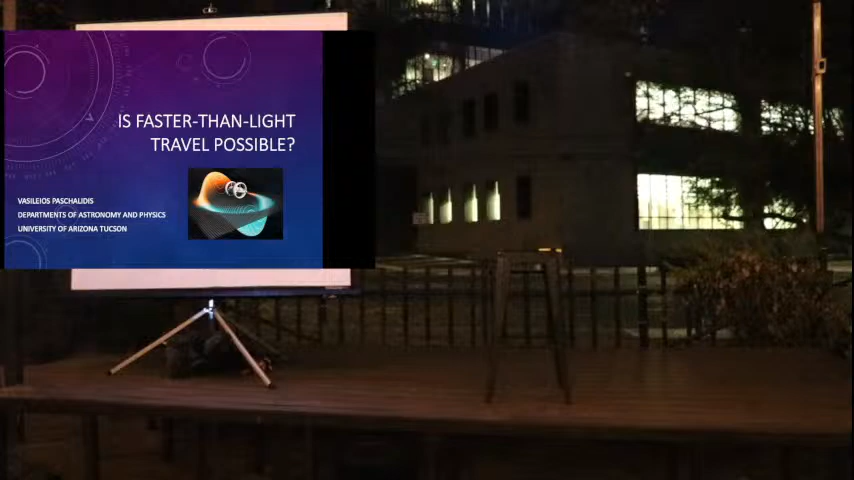 IS FASTER-THAN-LIGHT
TRAVEL POSSIBLE?
VASILEIOS PASCHALIDIS
DEPARTMENTS OF ASTRONOMY AND PHYSICS
UNIVERSITY OF ARIZONA TUCSON